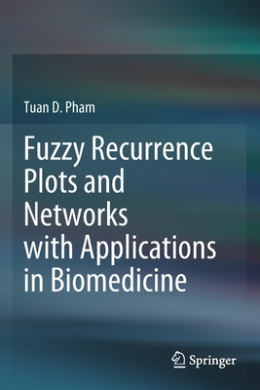 Tuan D. Pham
Fuzzy Recurrence
Plots and
Networks
with Applications
in Biomedicine
Springer